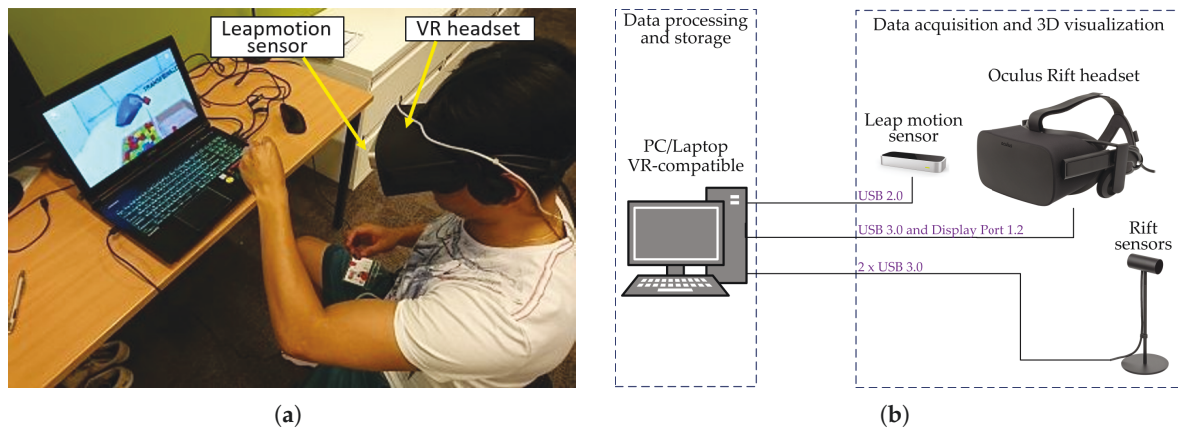 Leapmotion
sensor
VR headset
(a)
Data processing
and storage
PC/Laptop
VR-compatible
Data acquisition and 3D visualization
Oculus Rift headset
Leap motion
sensor
USB 2.0
USB 3.0 and Display Port 1.2
Rift
sensors
2 x USB 3.0
(b)